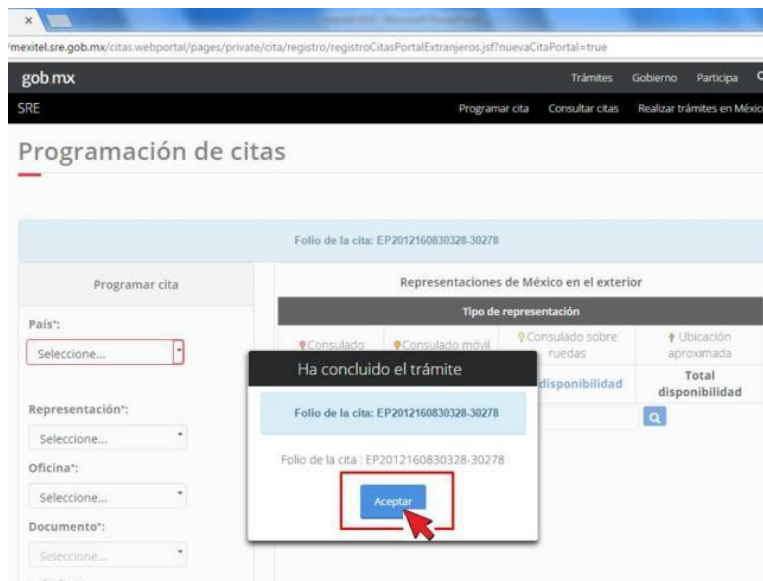 ×
mexitel.sre.gob.mx/citas.webportal/pages/private/cita/registro/registroCitasPortalExtranjeros.jsf?nuevaCitaPortal=true
gob mx Trámites Gobierno Participa
SRE Programar cita Consultar citas Realizar trámites en Méxic
Programación de citas
Folio de la cita: EP2012160830328-30278
Programar cita
País*:
Seleccione...
Representación*:
Seleccione...
Oficina*:
Seleccione...
Documento*:
Seleccione...
Representaciones de México en el exterior
Tipo de representación
Consulado Consulado móvil Consulado sobre ruedas Ubicación aproximada
disponibilidad Total disponibilidad
Ha concluido el trámite
Folio de la cita: EP2012160830328-30278
Folio de la cita : EP2012160830328-30278
Aceptar